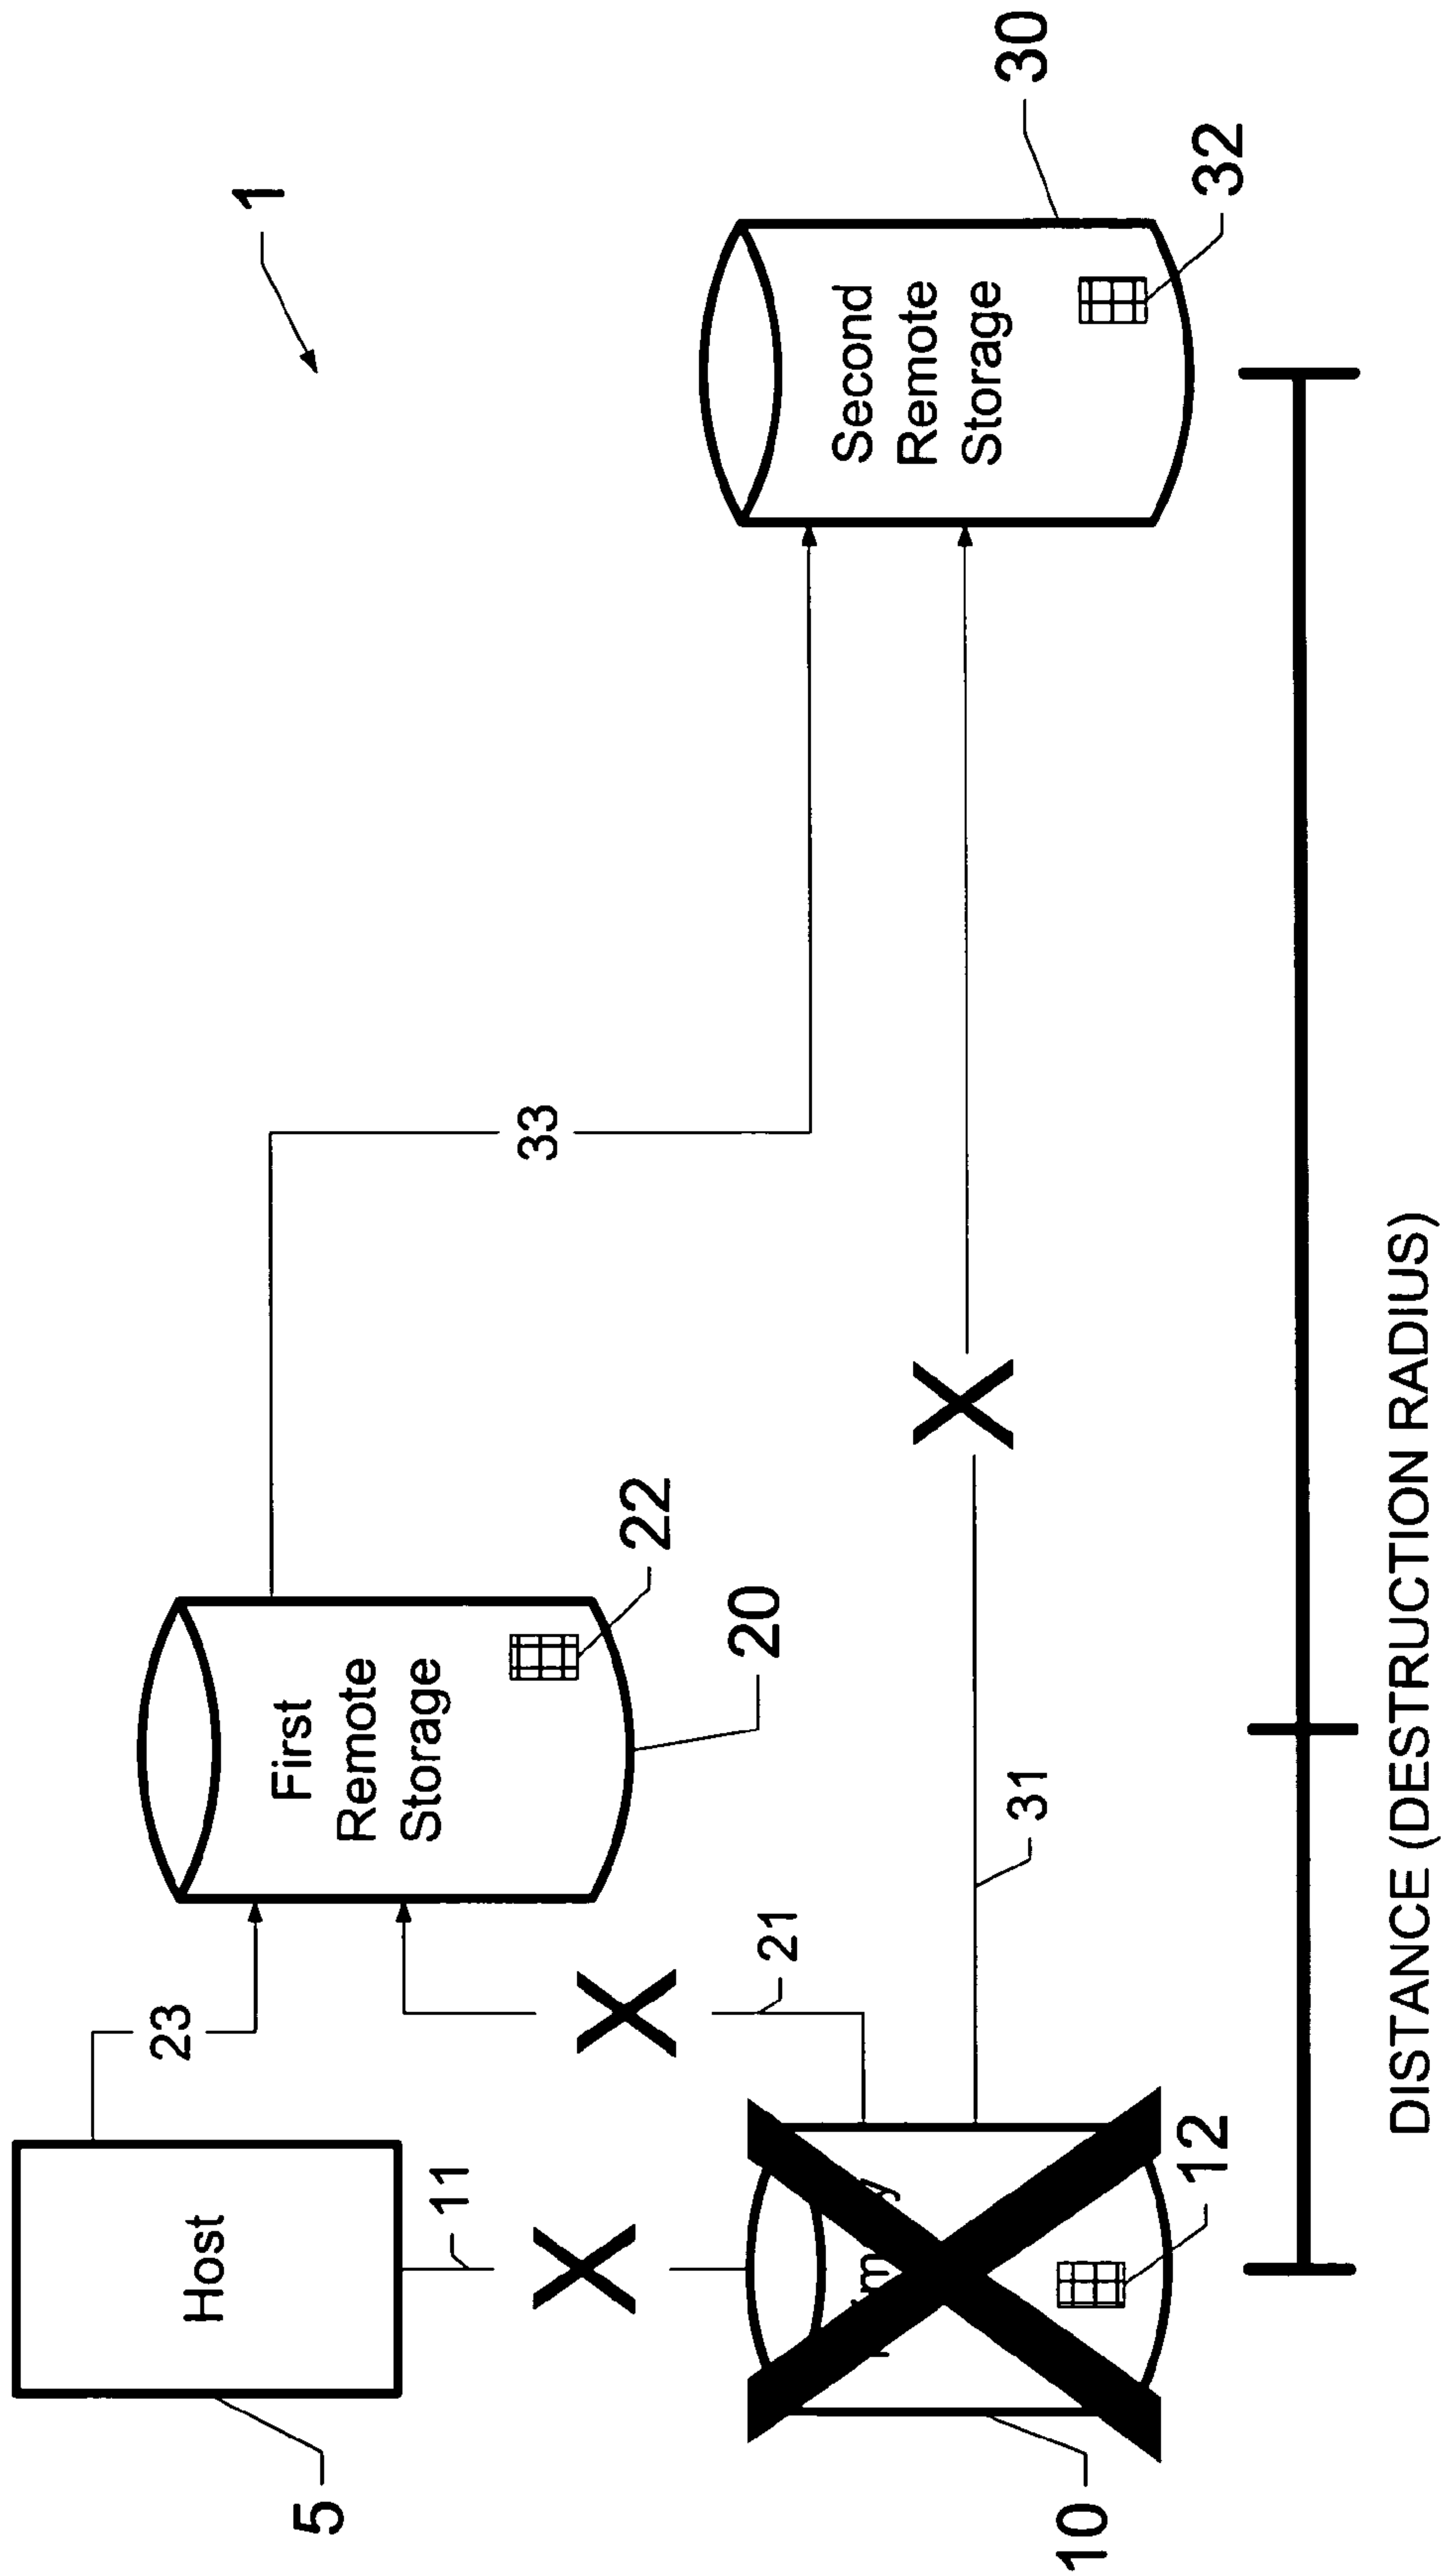 1
5
Host
23
First
Remote
Storage
22
20
33
11
21
Second
Remote
Storage
30
32
10
12
31
DISTANCE (DESTRUCTION RADIUS)